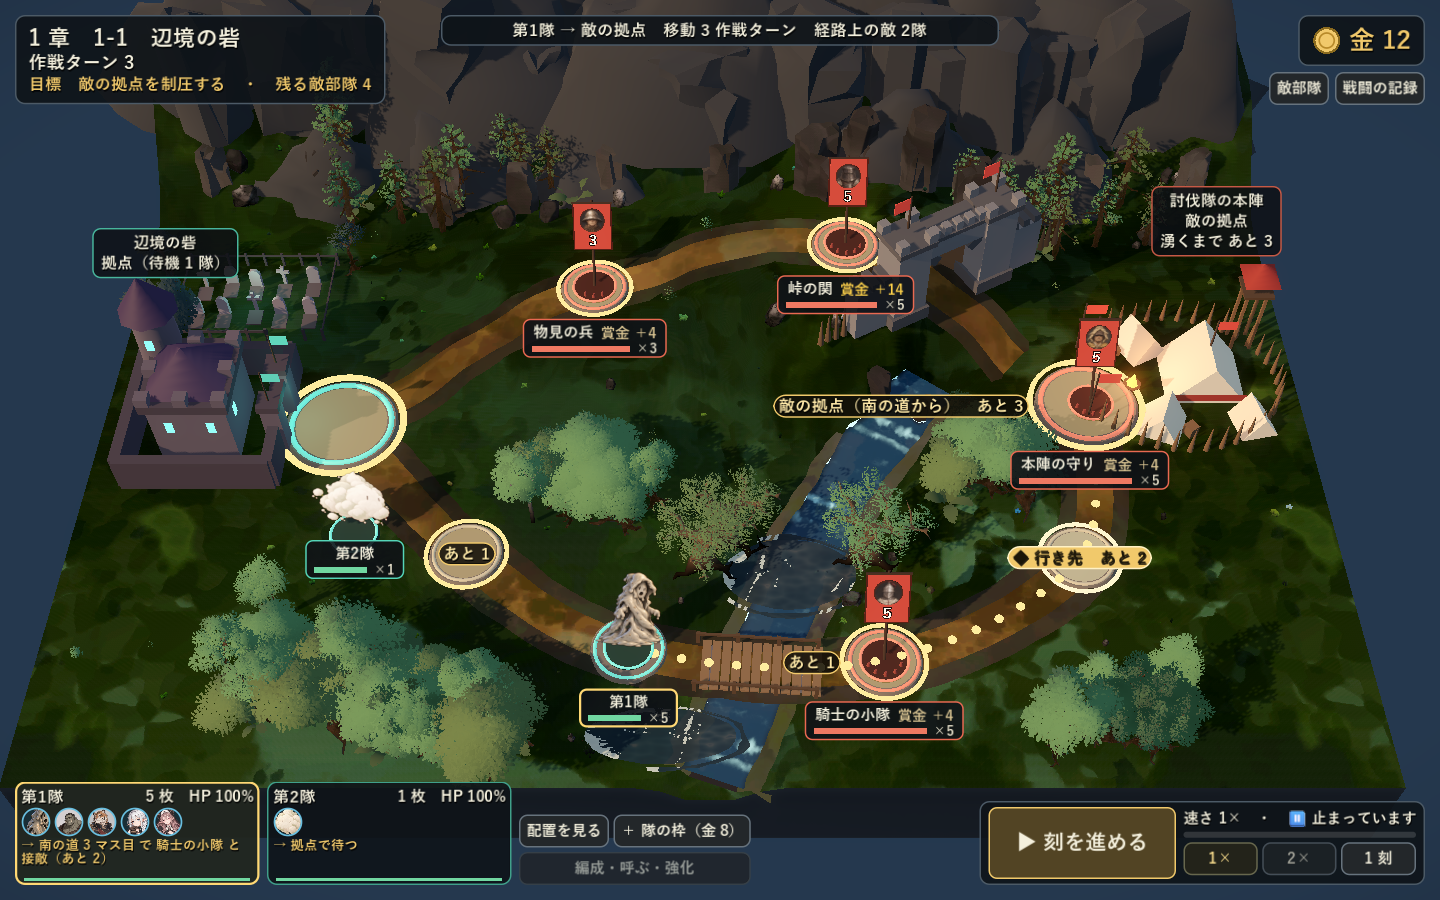 1 章　1-1　辺境の砦
作戦ターン 3
目標　敵の拠点を制圧する　・　残る敵部隊 4
第1隊 → 敵の拠点　移動 3 作戦ターン　経路上の敵 2隊
金 12
敵部隊
戦闘の記録
辺境の砦
拠点（待機 1 隊）
3
物見の兵 賞金 +4
×3
5
峠の関 賞金 +14
×5
討伐隊の本陣
敵の拠点
湧くまで あと 3
5
敵の拠点（南の道から）　あと 3
本陣の守り 賞金 +4
×5
第2隊
×1
あと 1
◆ 行き先　あと 2
第1隊
×5
あと 1
5
騎士の小隊 賞金 +4
×5
第1隊　5 枚　HP 100%
→ 南の道 3 マス目 で 騎士の小隊 と
接敵（あと 2）
第2隊　1 枚　HP 100%
→ 拠点で待つ
配置を見る
＋ 隊の枠（金 8）
編成・呼ぶ・強化
▶ 刻を進める
速さ 1×　・　⏸ 止まっています
1×
2×
1 刻